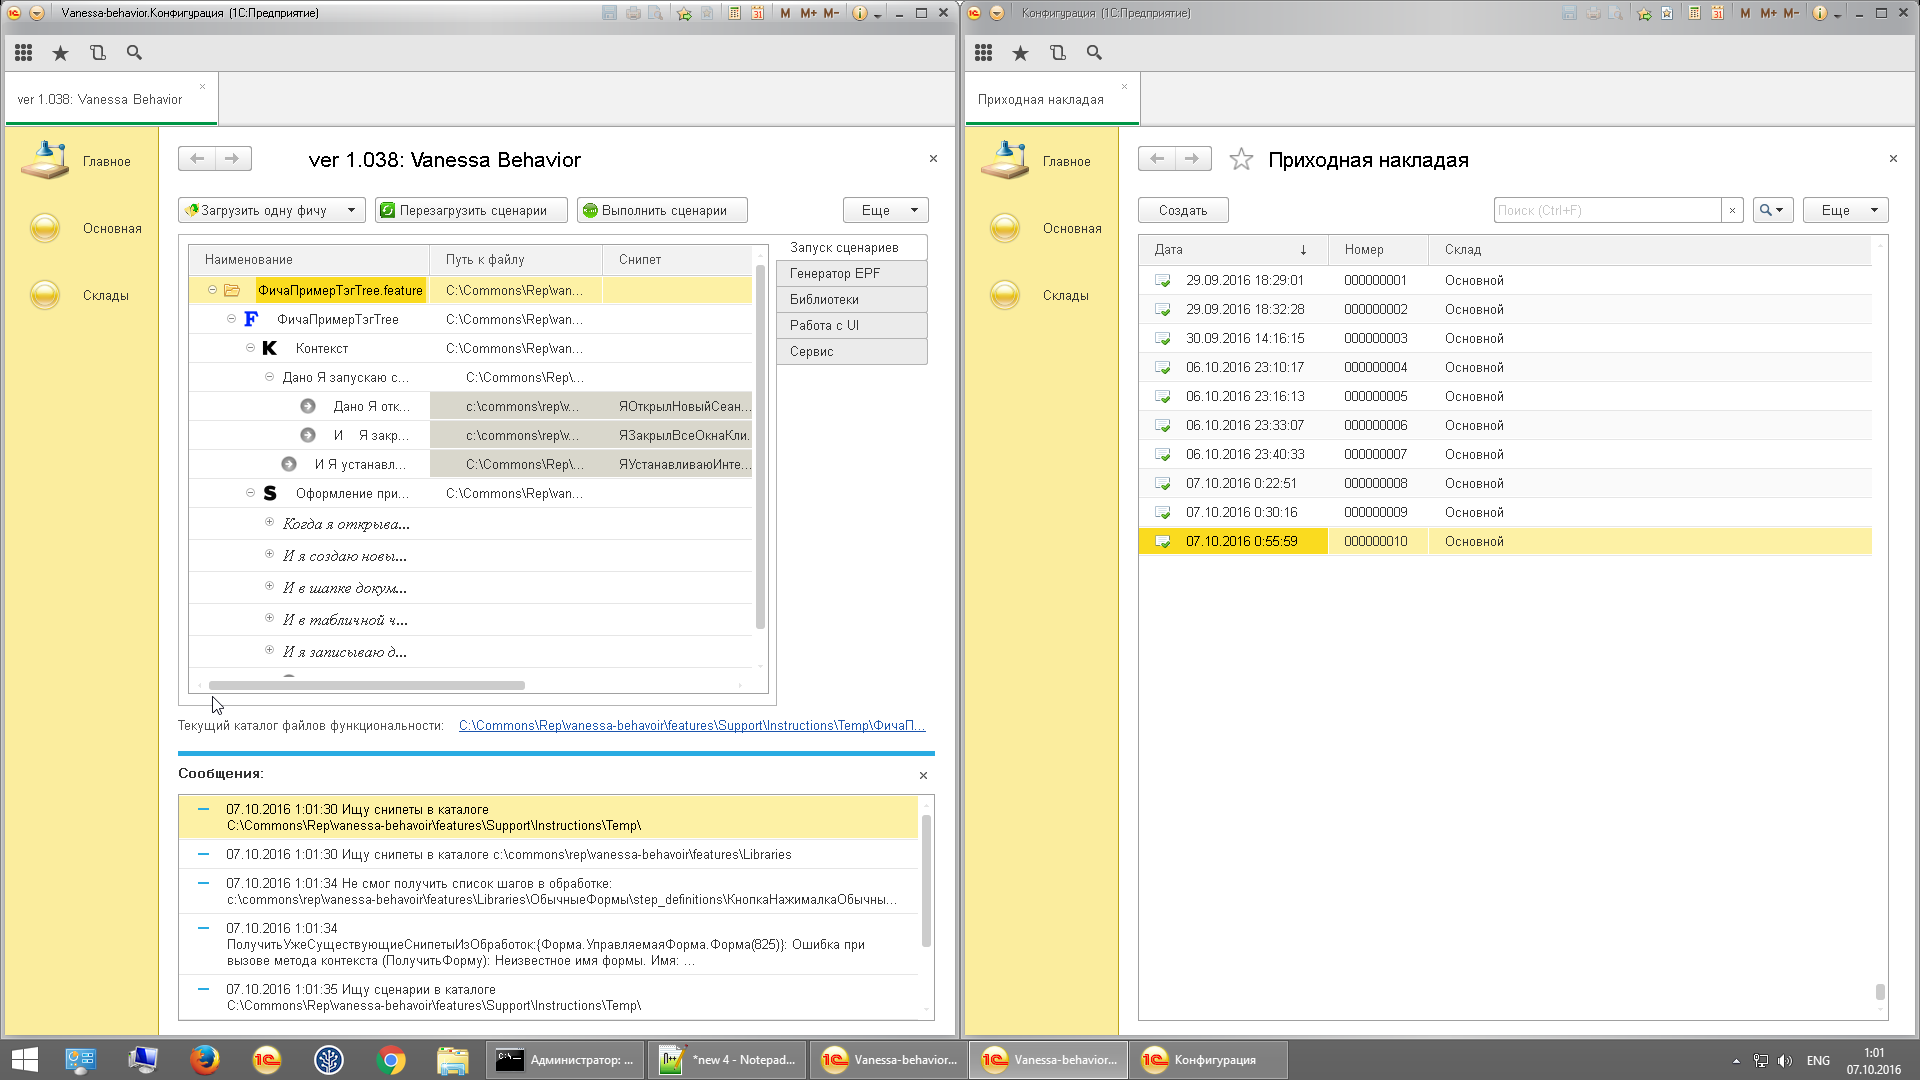 Vanessa-behavior.Конфигурация (1С:Предприятие)
M M+ M-
ver 1.038: Vanessa Behavior
Главное
Основная
Склады
ver 1.038: Vanessa Behavior
Загрузить одну фичу
Перезагрузить сценарии
Выполнить сценарии
Еще
Наименование Путь к файлу Снипет
ФичаПримерТэгTree.feature C:\Commons\Rep\van...
F ФичаПримерТэгTree C:\Commons\Rep\van...
K Контекст C:\Commons\Rep\van...
Дано Я запускаю с... C:\Commons\Rep\...
Дано Я отк... c:\commons\rep\v... ЯОткрылНовыйСеан...
И Я закр... c:\commons\rep\v... ЯЗакрылВсеОкнаКли...
И Я устанавл... C:\Commons\Rep\... ЯУстанавливаюИнте...
S Оформление при... C:\Commons\Rep\van...
Когда я открыва...
И я создаю новы...
И в шапке докум...
И в табличной ч...
И я записываю д...
Запуск сценариев
Генератор EPF
Библиотеки
Работа с UI
Сервис
Текущий каталог файлов функциональности: C:\Commons\Rep\vanessa-behavoir\features\Support\Instructions\Temp\ФичаП...
Сообщения:
07.10.2016 1:01:30 Ищу снипеты в каталоге
C:\Commons\Rep\vanessa-behavoir\features\Support\Instructions\Temp\
07.10.2016 1:01:30 Ищу снипеты в каталоге c:\commons\rep\vanessa-behavoir\features\Libraries
07.10.2016 1:01:34 Не смог получить список шагов в обработке:
c:\commons\rep\vanessa-behavoir\features\Libraries\ОбычныеФормы\step_definitions\КнопкаНажималкаОбычны...
07.10.2016 1:01:34
ПолучитьУжеСуществующиеСнипетыИзОбработок:{Форма.УправляемаяФорма.Форма(825)}: Ошибка при
вызове метода контекста (ПолучитьФорму): Неизвестное имя формы. Имя: ...
07.10.2016 1:01:35 Ищу сценарии в каталоге
C:\Commons\Rep\vanessa-behavoir\features\Support\Instructions\Temp\
Конфигурация (1С:Предприятие)
M M+ M-
Приходная накладая
Главное
Основная
Склады
Приходная накладая
Создать
Поиск (Ctrl+F)
Еще
Дата Номер Склад
29.09.2016 18:29:01 000000001 Основной
29.09.2016 18:32:28 000000002 Основной
30.09.2016 14:16:15 000000003 Основной
06.10.2016 23:10:17 000000004 Основной
06.10.2016 23:16:13 000000005 Основной
06.10.2016 23:33:07 000000006 Основной
06.10.2016 23:40:33 000000007 Основной
07.10.2016 0:22:51 000000008 Основной
07.10.2016 0:30:16 000000009 Основной
07.10.2016 0:55:59 000000010 Основной
Администратор: ...
*new 4 - Notepad...
Vanessa-behavior...
Vanessa-behavior...
Конфигурация
ENG
1:01
07.10.2016